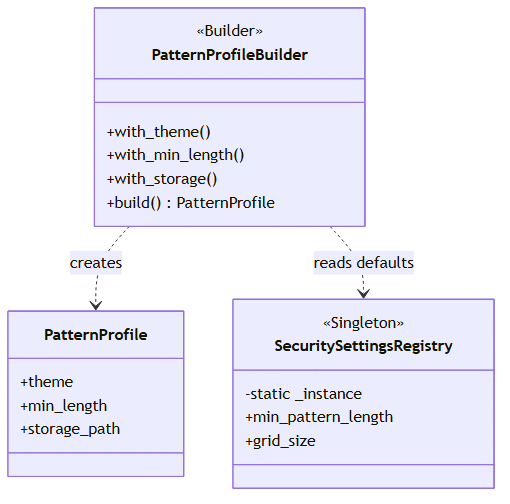 «Builder»
PatternProfileBuilder
+with_theme()
+with_min_length()
+with_storage()
+build() : PatternProfile
creates
reads defaults
PatternProfile
+theme
+min_length
+storage_path
«Singleton»
SecuritySettingsRegistry
-static _instance
+min_pattern_length
+grid_size